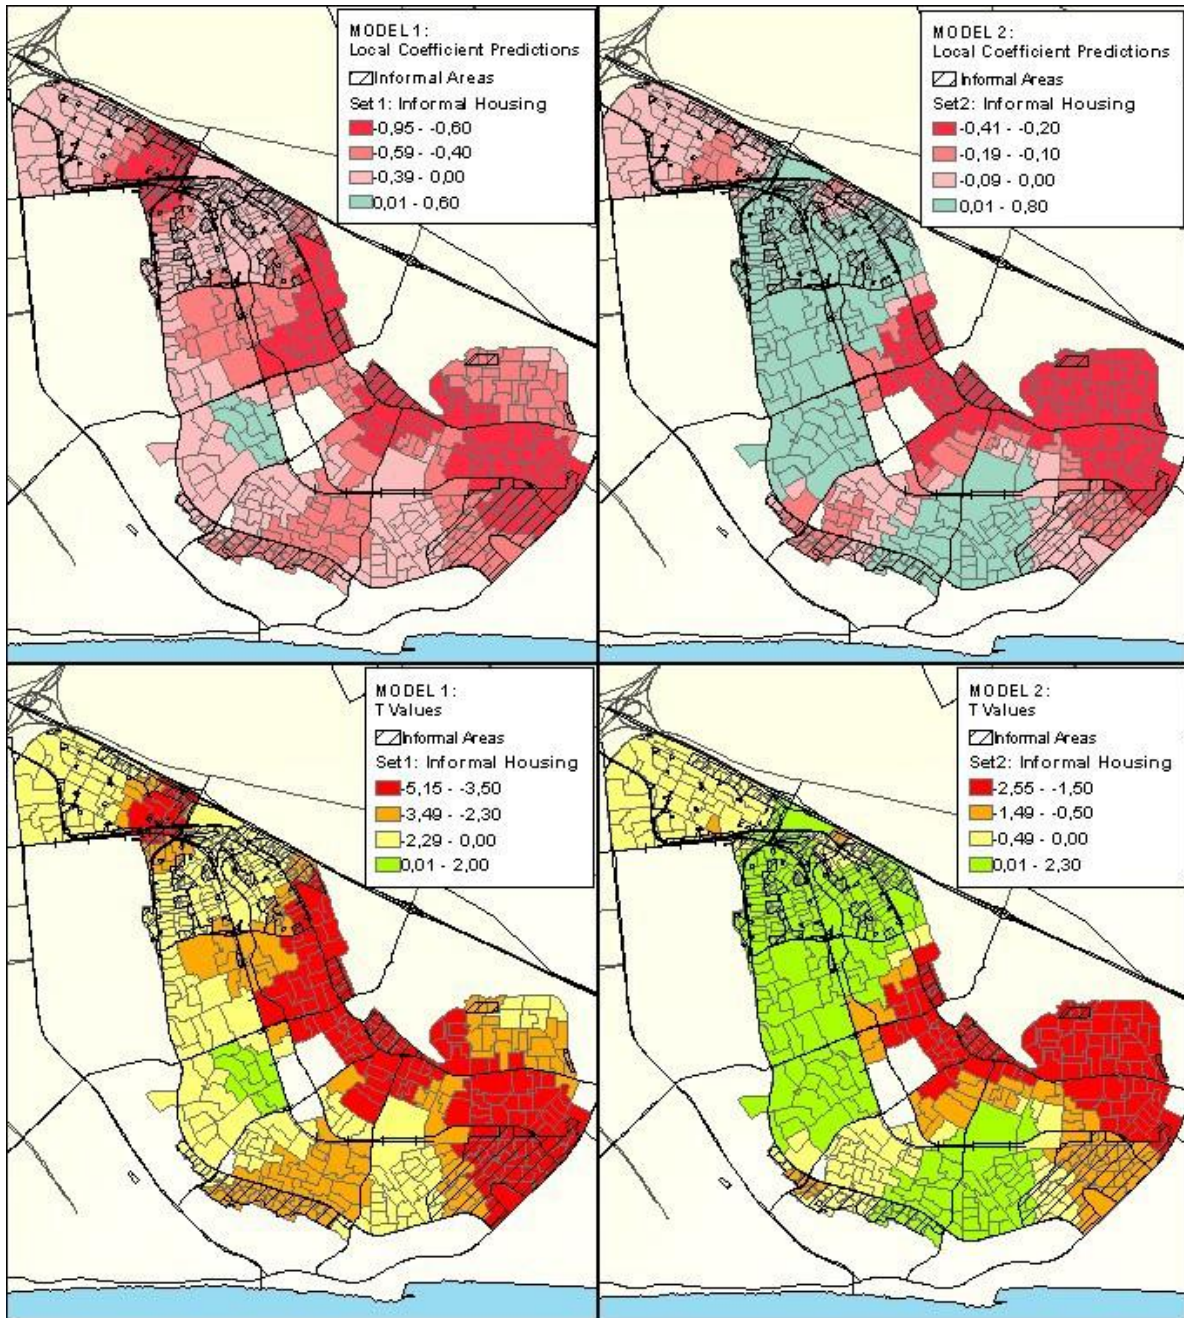 MODEL 1:
Local Coefficient Predictions
Informal Areas
Set1: Informal Housing
-0,95 - -0,60
-0,59 - -0,40
-0,39 - 0,00
0,01 - 0,60
MODEL 2:
Local Coefficient Predictions
Informal Areas
Set2: Informal Housing
-0,41 - -0,20
-0,19 - -0,10
-0,09 - 0,00
0,01 - 0,80
MODEL 1:
T Values
Informal Areas
Set1: Informal Housing
-5,15 - -3,50
-3,49 - -2,30
-2,29 - 0,00
0,01 - 2,00
MODEL 2:
T Values
Informal Areas
Set2: Informal Housing
-2,55 - -1,50
-1,49 - -0,50
-0,49 - 0,00
0,01 - 2,30